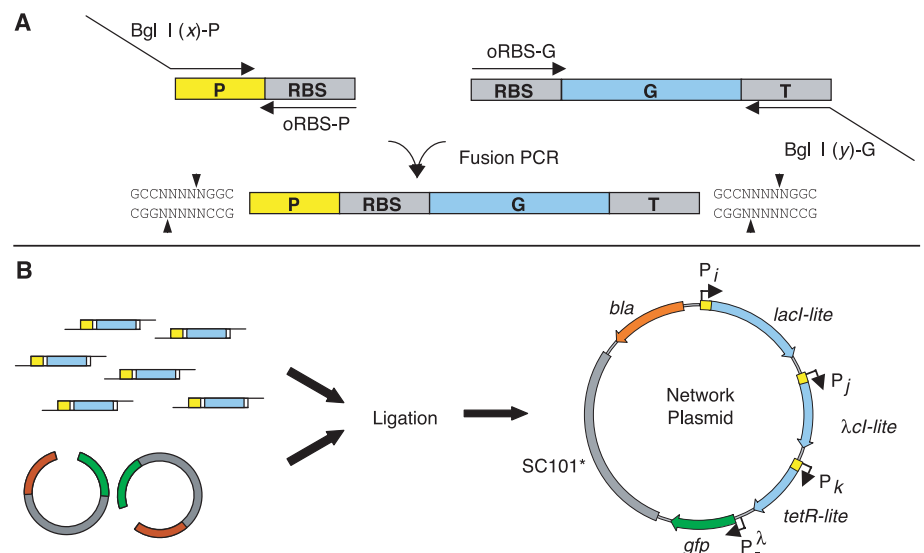 A
Bgl I (x)-P
P
RBS
oRBS-P
oRBS-G
RBS
G
T
Bgl I (y)-G
Fusion PCR
GCCNNNNNGGC
CGGNNNNNCCG
P
RBS
G
T
GCCNNNNNGGC
CGGNNNNNCCG
B
Ligation
Network
Plasmid
P i
lacI-lite
P j
λcI-lite
P k
tetR-lite
P λ
gfp
SC101*
bla